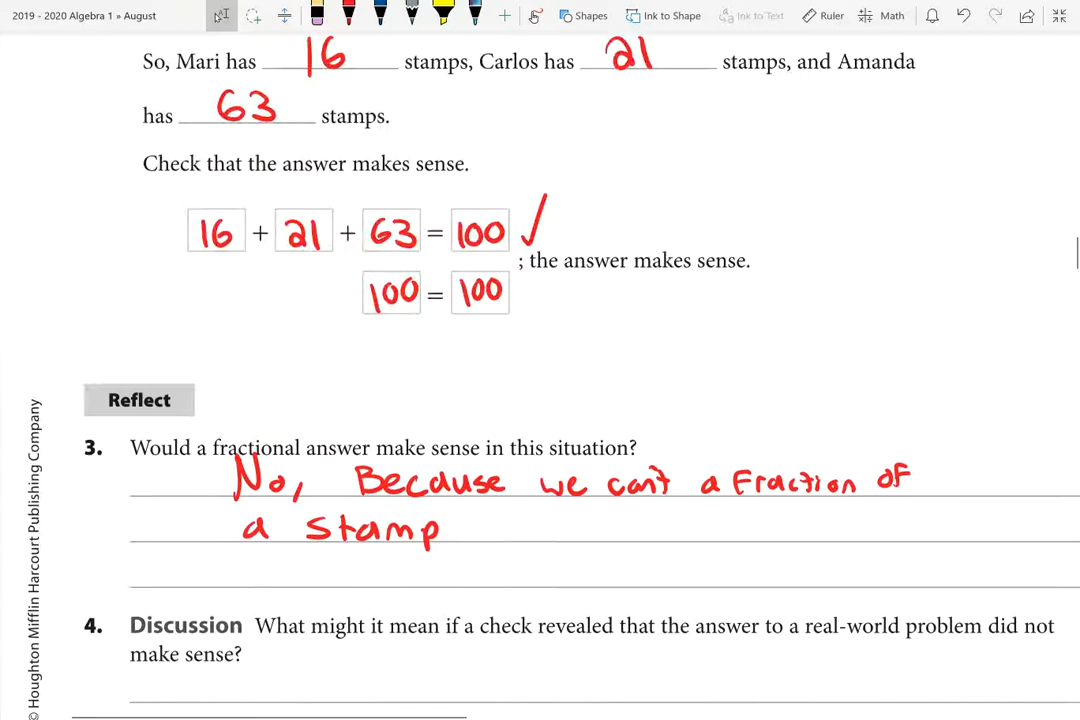 2019 - 2020 Algebra 1 » August
Shapes
Ink to Shape
Ink to Text
Ruler
Math
So, Mari has 16 stamps, Carlos has 21 stamps, and Amanda
has 63 stamps.
Check that the answer makes sense.
16 + 21 + 63 = 100 ✓
; the answer makes sense.
100 = 100
Reflect
3. Would a fractional answer make sense in this situation?
No, Because we can't a Fraction of
a stamp
4. Discussion What might it mean if a check revealed that the answer to a real-world problem did not
make sense?
© Houghton Mifflin Harcourt Publishing Company